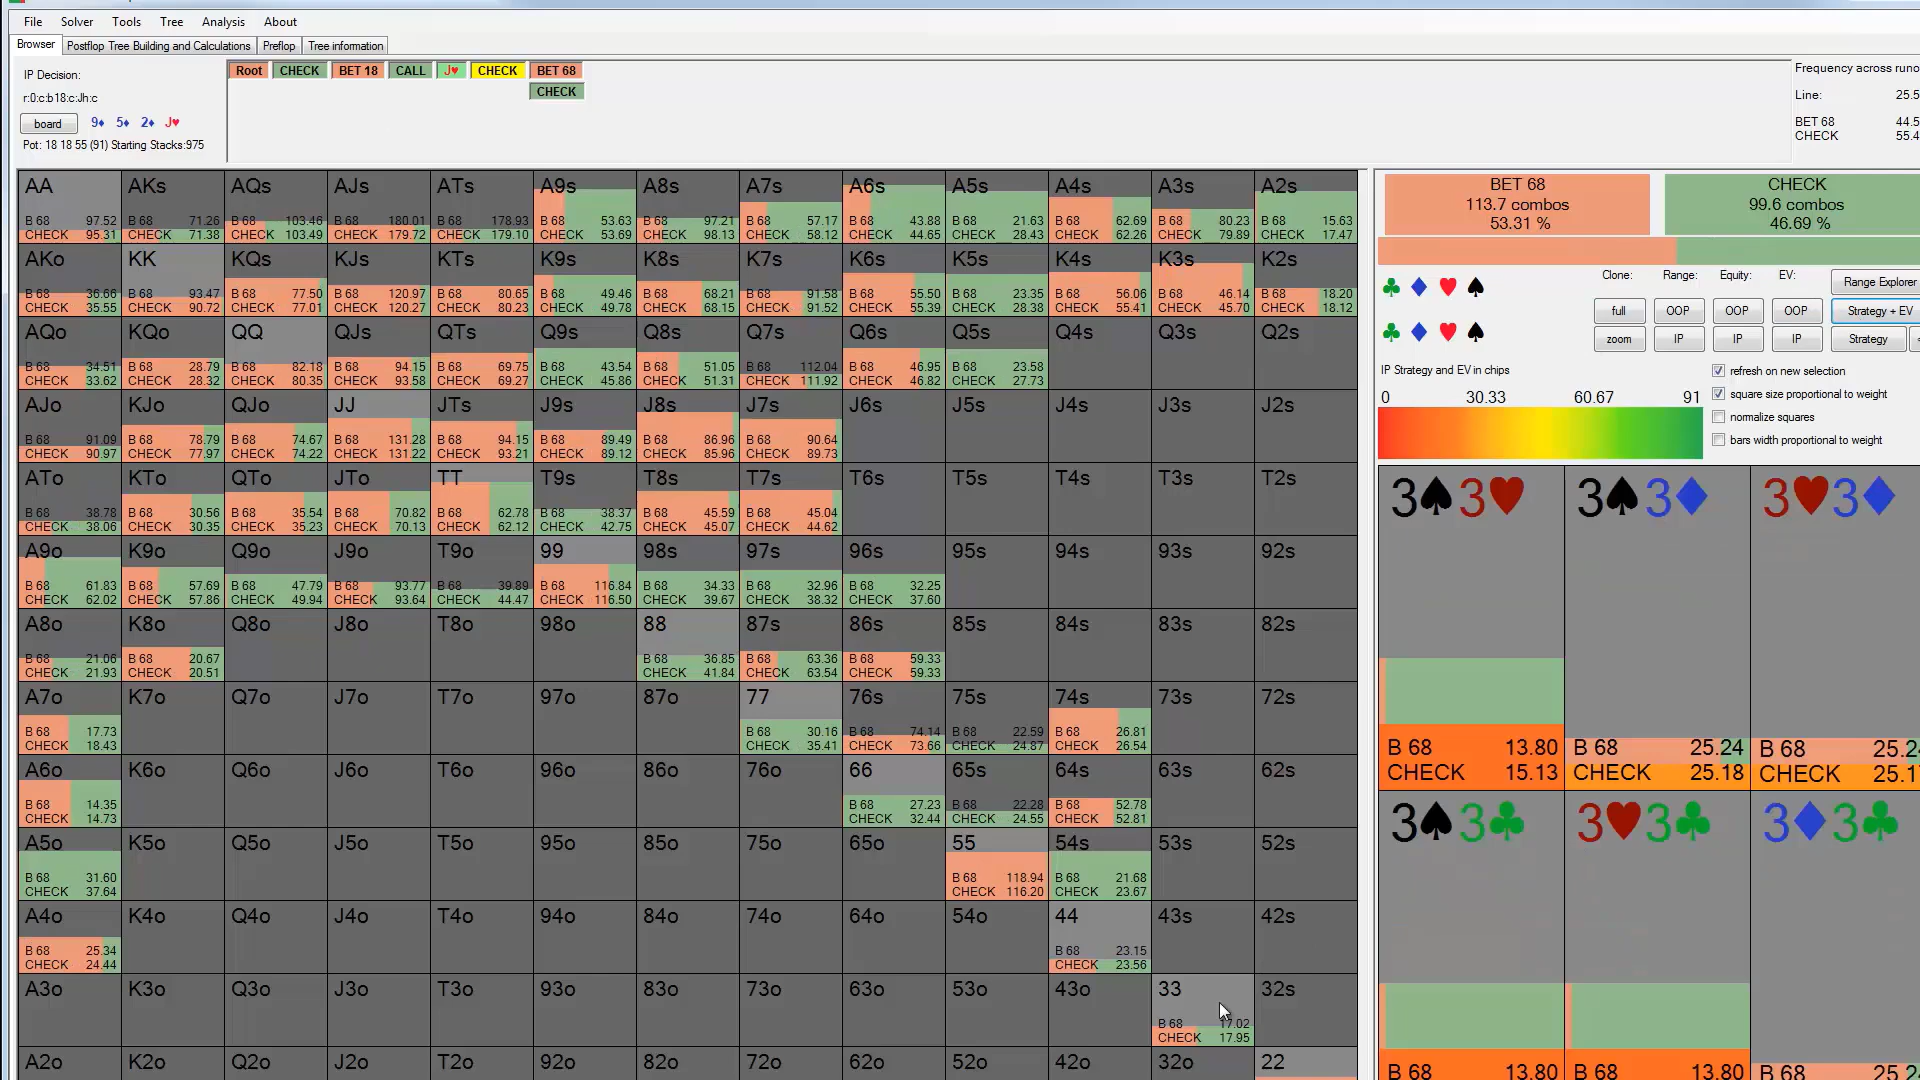 File Solver Tools Tree Analysis About
Browser Postflop Tree Building and Calculations Preflop Tree information
IP Decision:
r:0:c:b18:c:Jh:c
board 9♦ 5♦ 2♦ J♥
Pot: 18 18 55 (91) Starting Stacks:975
Root CHECK BET 18 CALL J♥ CHECK BET 68
CHECK
Frequency across runo
Line: 25.5
BET 68 44.5
CHECK 55.4
AA AKs AQs AJs ATs A9s A8s A7s A6s A5s A4s A3s A2s
B 68 97.52 B 68 71.26 B 68 103.46 B 68 180.01 B 68 178.93 B 68 53.63 B 68 97.21 B 68 57.17 B 68 43.88 B 68 21.63 B 68 62.69 B 68 80.23 B 68 15.63
CHECK 95.31 CHECK 71.38 CHECK 103.49 CHECK 179.72 CHECK 179.10 CHECK 53.69 CHECK 98.13 CHECK 58.12 CHECK 44.65 CHECK 28.43 CHECK 62.26 CHECK 79.89 CHECK 17.47
AKo KK KQs KJs KTs K9s K8s K7s K6s K5s K4s K3s K2s
B 68 36.66 B 68 93.47 B 68 77.50 B 68 120.97 B 68 80.65 B 68 49.46 B 68 68.21 B 68 91.58 B 68 55.50 B 68 23.35 B 68 56.06 B 68 46.14 B 68 18.20
CHECK 35.55 CHECK 90.72 CHECK 77.01 CHECK 120.27 CHECK 80.23 CHECK 49.78 CHECK 68.15 CHECK 91.52 CHECK 55.39 CHECK 28.38 CHECK 55.41 CHECK 45.70 CHECK 18.12
AQo KQo QQ QJs QTs Q9s Q8s Q7s Q6s Q5s Q4s Q3s Q2s
B 68 34.51 B 68 28.79 B 68 82.18 B 68 94.15 B 68 69.75 B 68 43.54 B 68 51.05 B 68 112.04 B 68 46.95 B 68 23.58
CHECK 33.62 CHECK 28.32 CHECK 80.35 CHECK 93.58 CHECK 69.27 CHECK 45.86 CHECK 51.31 CHECK 111.92 CHECK 46.82 CHECK 27.73
AJo KJo QJo JJ JTs J9s J8s J7s J6s J5s J4s J3s J2s
B 68 91.09 B 68 78.79 B 68 74.67 B 68 131.28 B 68 94.15 B 68 89.49 B 68 86.96 B 68 90.64
CHECK 90.97 CHECK 77.97 CHECK 74.22 CHECK 131.22 CHECK 93.21 CHECK 89.12 CHECK 85.96 CHECK 89.73
ATo KTo QTo JTo TT T9s T8s T7s T6s T5s T4s T3s T2s
B 68 38.78 B 68 30.56 B 68 35.54 B 68 70.82 B 68 62.78 B 68 38.37 B 68 45.59 B 68 45.04
CHECK 38.06 CHECK 30.35 CHECK 35.23 CHECK 70.13 CHECK 62.12 CHECK 42.75 CHECK 45.07 CHECK 44.62
A9o K9o Q9o J9o T9o 99 98s 97s 96s 95s 94s 93s 92s
B 68 61.83 B 68 57.69 B 68 47.79 B 68 93.77 B 68 39.89 B 68 116.84 B 68 34.33 B 68 32.96 B 68 32.25
CHECK 62.02 CHECK 57.86 CHECK 49.94 CHECK 93.64 CHECK 44.47 CHECK 116.50 CHECK 39.67 CHECK 38.32 CHECK 37.60
A8o K8o Q8o J8o T8o 98o 88 87s 86s 85s 84s 83s 82s
B 68 21.06 B 68 20.67 B 68 36.85 B 68 63.36 B 68 59.33
CHECK 21.93 CHECK 20.51 CHECK 41.84 CHECK 63.54 CHECK 59.33
A7o K7o Q7o J7o T7o 97o 87o 77 76s 75s 74s 73s 72s
B 68 17.73 B 68 30.16 B 68 74.14 B 68 22.59 B 68 26.81
CHECK 18.43 CHECK 35.41 CHECK 73.66 CHECK 24.87 CHECK 26.54
A6o K6o Q6o J6o T6o 96o 86o 76o 66 65s 64s 63s 62s
B 68 14.35 B 68 27.23 B 68 22.28 B 68 52.78
CHECK 14.73 CHECK 32.44 CHECK 24.55 CHECK 52.81
A5o K5o Q5o J5o T5o 95o 85o 75o 65o 55 54s 53s 52s
B 68 31.60 B 68 118.94 B 68 21.68
CHECK 37.64 CHECK 116.20 CHECK 23.67
A4o K4o Q4o J4o T4o 94o 84o 74o 64o 54o 44 43s 42s
B 68 25.34 B 68 23.15
CHECK 24.44 CHECK 23.56
A3o K3o Q3o J3o T3o 93o 83o 73o 63o 53o 43o 33 32s
B 68 17.02
CHECK 17.95
A2o K2o Q2o J2o T2o 92o 82o 72o 62o 52o 42o 32o 22
BET 68 CHECK
113.7 combos 99.6 combos
53.31 % 46.69 %
♣ ♦ ♥ ♠ Clone: Range: Equity: EV: Range Explorer
full OOP OOP OOP Strategy + EV
♣ ♦ ♥ ♠ zoom IP IP IP Strategy
IP Strategy and EV in chips
refresh on new selection
0 30.33 60.67 91
square size proportional to weight
normalize squares
bars width proportional to weight
3♠3♥ 3♠3♦ 3♥3♦
B 68 13.80 B 68 25.24 B 68 25.24
CHECK 15.13 CHECK 25.18 CHECK 25.1
3♠3♣ 3♥3♣ 3♦3♣
B 68 13.80 B 68 13.80 B 68 25.2